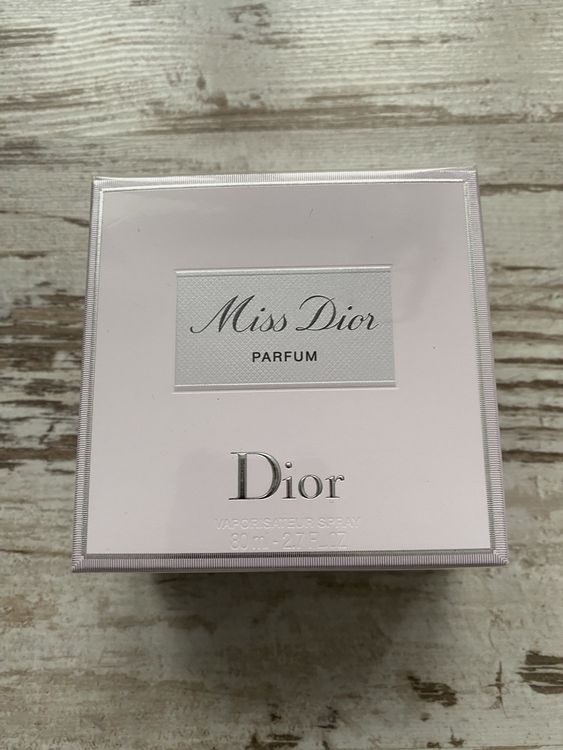 Miss Dior
PARFUM
Dior
VAPORISATEUR SPRAY
80 ml - 2.7 FL.OZ